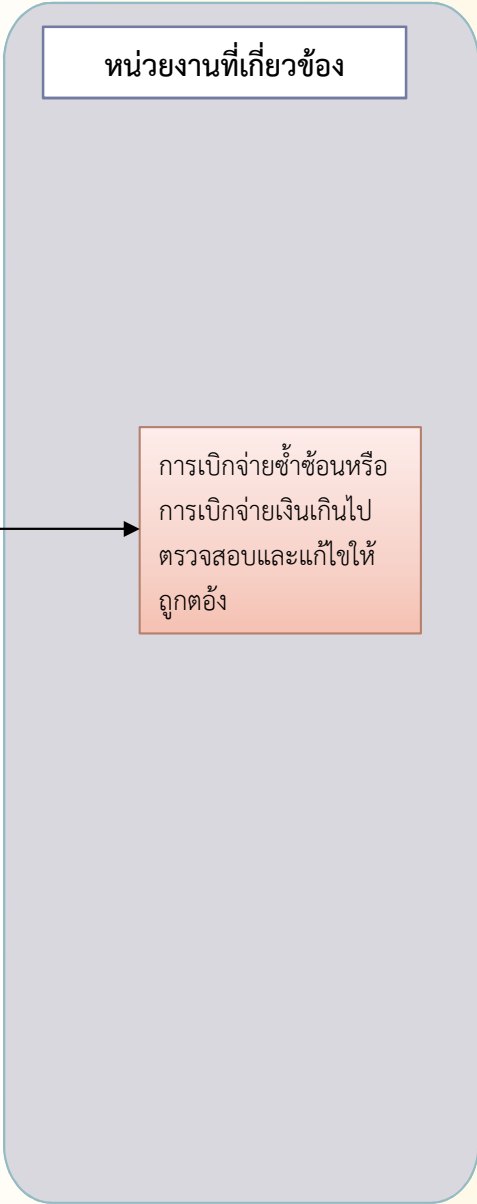 หน่วยงานที่เกี่ยวข้อง
การเบิกจ่ายซ้ำซ้อนหรือ
การเบิกจ่ายเงินเกินไป
ตรวจสอบและแก้ไขให้
ถูกตอ้ง